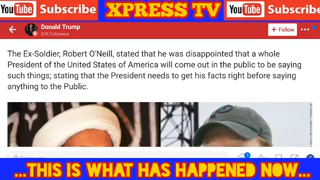 YouTube Subscribe XPRESS TV YouTube Subscribe
Donald Trump
37K Followers
+ Follow
The Ex-Soldier, Robert O'Neill, stated that he was disappointed that a whole
President of the United States of America will come out in the public to be saying
such things; stating that the President needs to get his facts right before saying
anything to the Public.
...THIS IS WHAT HAS HAPPENED NOW...